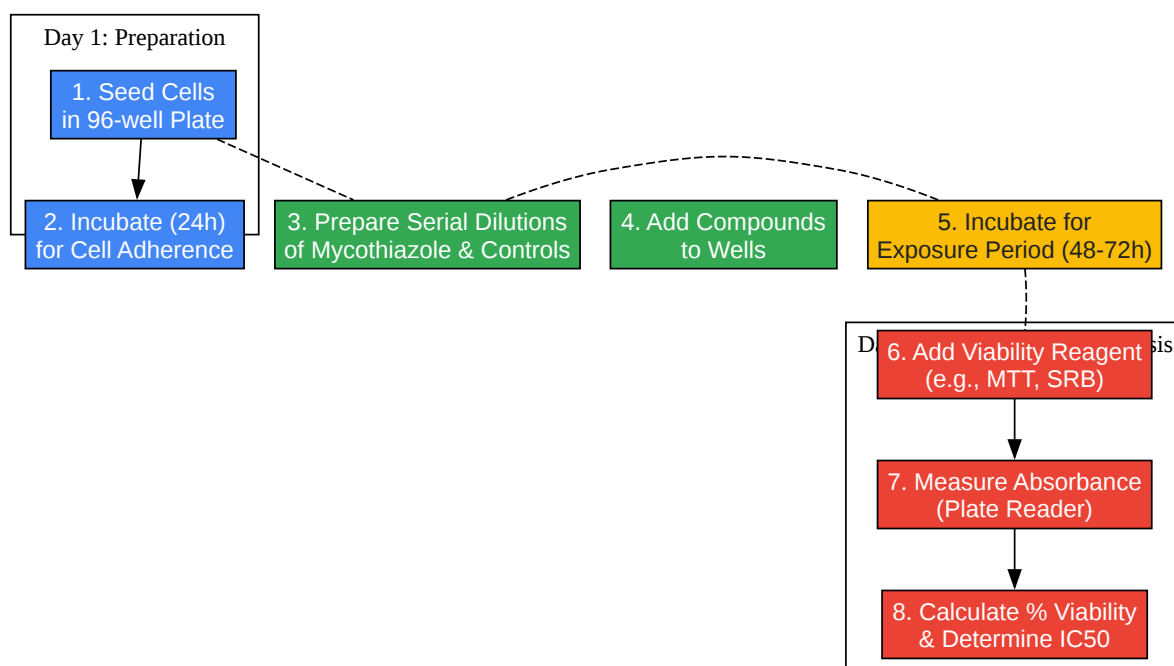 Day 1: Preparation
1. Seed Cells
in 96-well Plate
2. Incubate (24h)
for Cell Adherence
3. Prepare Serial Dilutions
of Mycothiazole & Controls
4. Add Compounds
to Wells
5. Incubate for
Exposure Period (48-72h)
6. Add Viability Reagent
(e.g., MTT, SRB)
7. Measure Absorbance
(Plate Reader)
8. Calculate % Viability
& Determine IC50